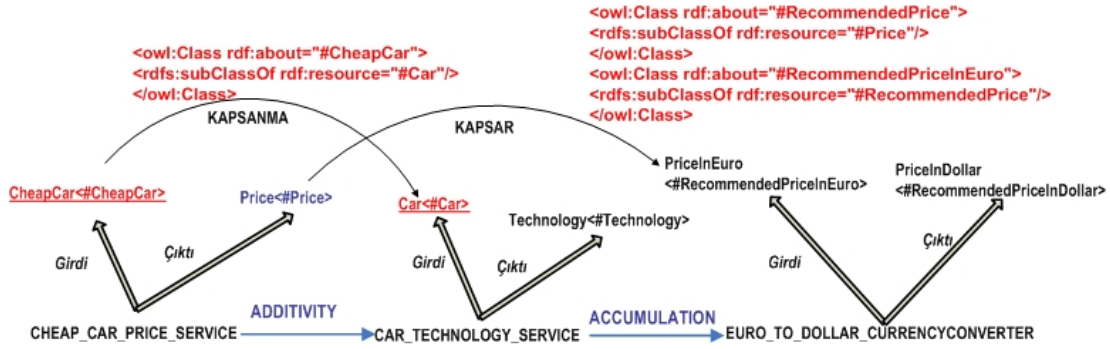 <owl:Class rdf:about="#RecommendedPrice">
<rdfs:subClassOf rdf:resource="#Price"/>
</owl:Class>
<owl:Class rdf:about="#RecommendedPriceInEuro">
<rdfs:subClassOf rdf:resource="#RecommendedPrice"/>
</owl:Class>
<owl:Class rdf:about="#CheapCar">
<rdfs:subClassOf rdf:resource="#Car"/>
</owl:Class>
KAPSANMA
KAPSAR
CheapCar<#CheapCar>
Price<#Price>
Car<#Car>
Technology<#Technology>
PriceInEuro
<#RecommendedPriceInEuro>
PriceInDollar
<#RecommendedPriceInDollar>
Girdi
Çıktı
Girdi
Çıktı
Girdi
Çıktı
CHEAP_CAR_PRICE_SERVICE
ADDITIVITY
CAR_TECHNOLOGY_SERVICE
ACCUMULATION
EURO_TO_DOLLAR_CURRENCYCONVERTER